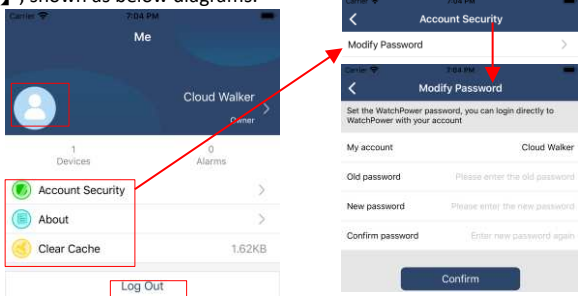 】, shown as below diagrams.
Carrier 7:04 PM
Me
Cloud Walker
Owner
1
Devices
0
Alarms
Account Security
About
Clear Cache 1.62KB
Log Out
Carrier 7:04 PM
Account Security
Modify Password
Carrier 7:04 PM
Modify Password
Set the WatchPower password, you can login directly to
WatchPower with your account
My account Cloud Walker
Old password Please enter the old password
New password Please enter the new password
Confirm password Enter new password again
Confirm